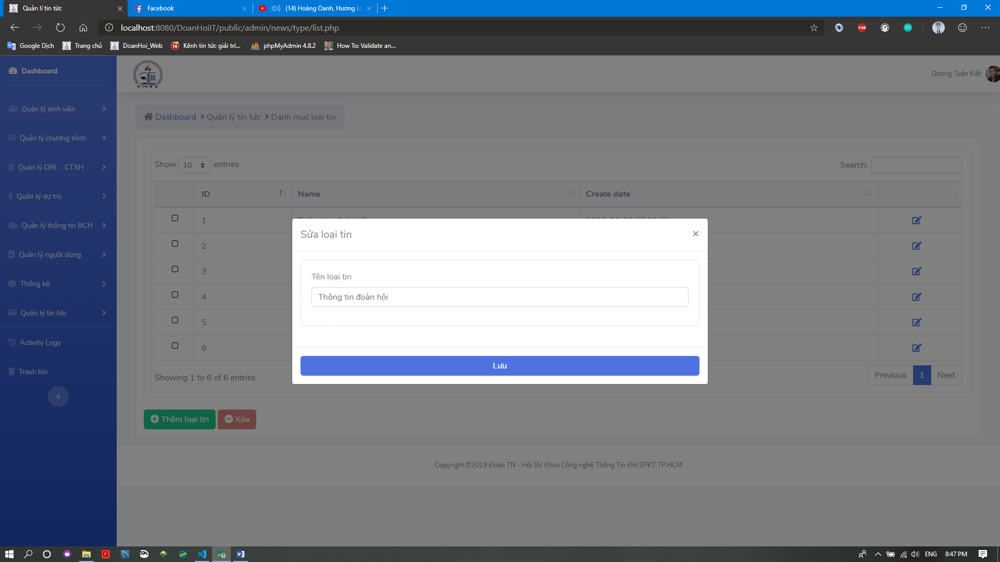 Quản lí tin tức
Facebook
(14) Hoàng Oanh, Hương La
localhost:8080/DoanHoiIT/public/admin/news/type/list.php
YAB
m
Google Dịch
Trang chủ
DoanHoi_Web
14
Kênh tin tức giải trí...
phpMyAdmin 4.8.2
How To: Validate an...
Dashboard
it
CNTT
Dương Tuấn Kiệt
Quản lý sinh viên
Quản lý chương trình
Quản lý DRL - CTXH
Quản lý dự trù
Quản lý thông tin BCH
Quản lý người dùng
Thống kê
Quản lý tin tức
Activity Logs
Trash bin
Dashboard > Quản lý tin tức > Danh mục loại tin
Show 10 entries
Search:
ID Name Create date
1
2
3
4
5
6
Sửa loại tin
×
Tên loại tin
Thông tin đoàn hội
Lưu
Showing 1 to 6 of 6 entries
Previous 1 Next
Thêm loại tin
Xóa
Copyright ©2019 Đoàn TN - Hội SV Khoa Công nghệ Thông Tin ĐH SPKT TP.HCM
ENG
8:47 PM